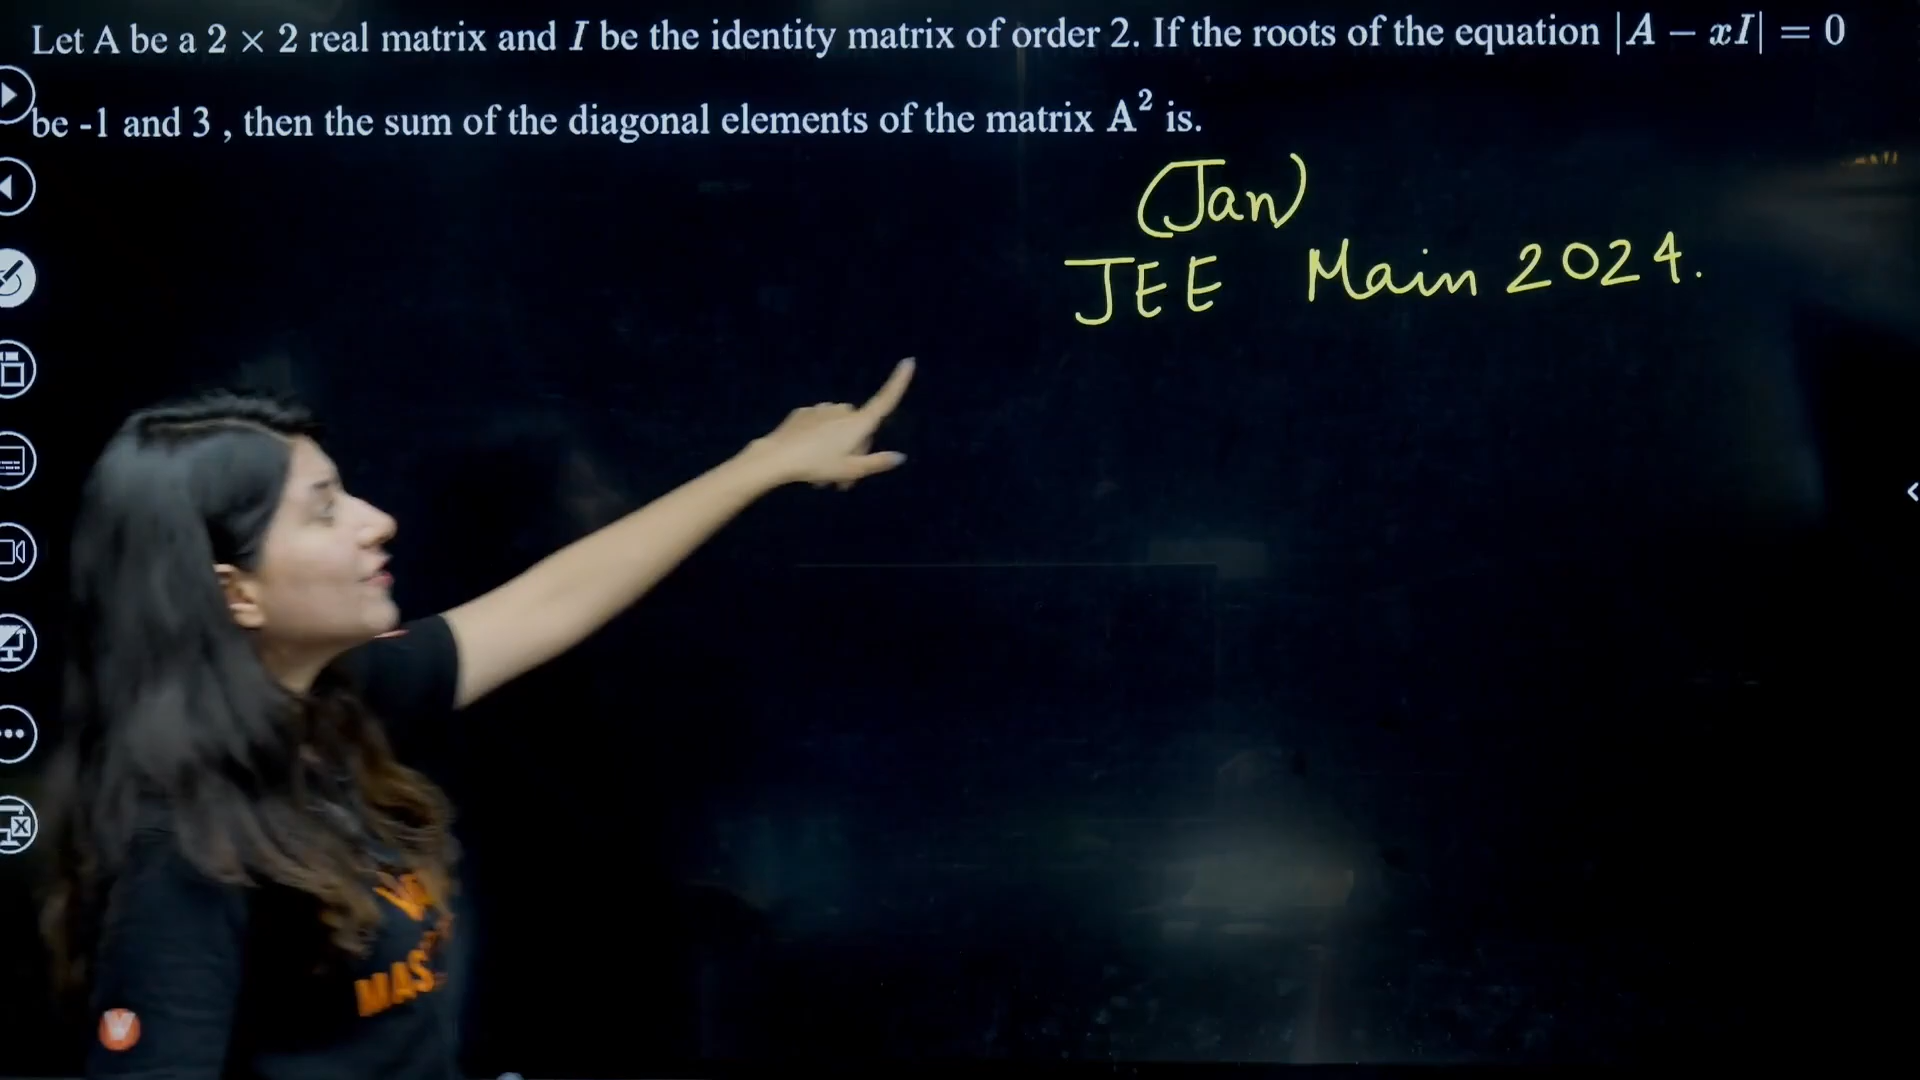 Let A be a 2 × 2 real matrix and I be the identity matrix of order 2. If the roots of the equation |A − xI| = 0
be -1 and 3 , then the sum of the diagonal elements of the matrix A² is.
(Jan)
JEE Main 2024.
W
MAS